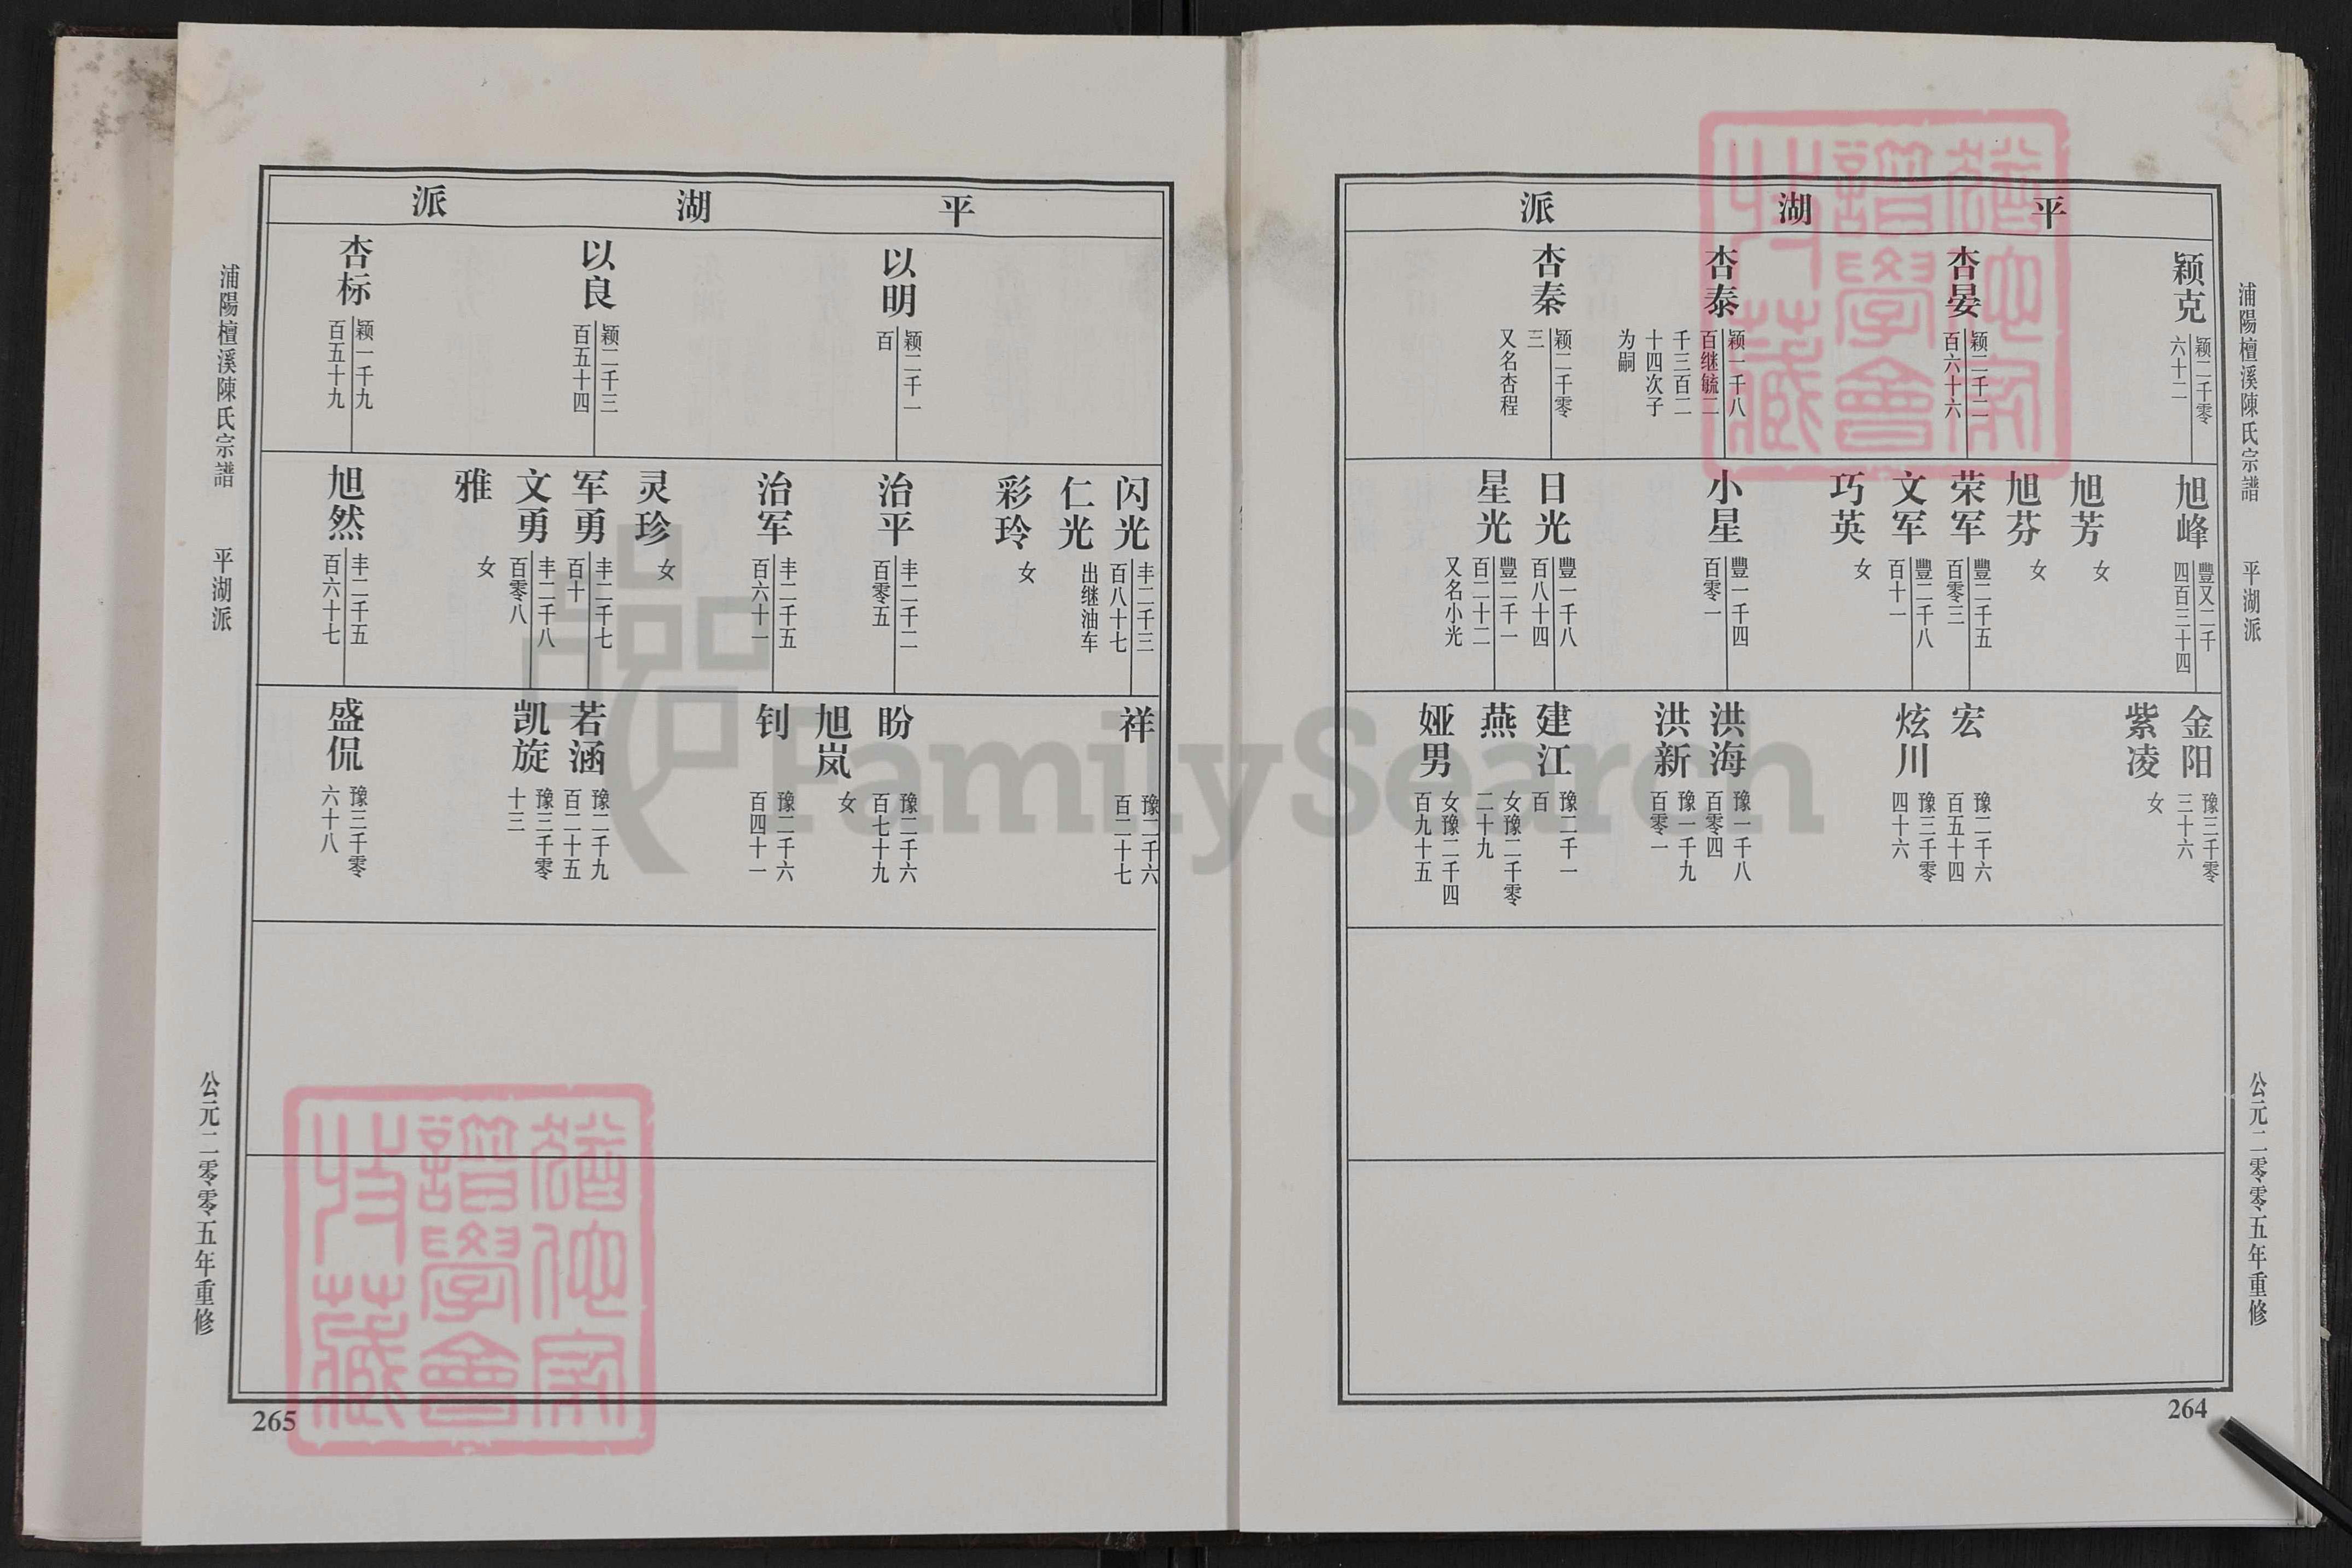 浦陽檀溪陳氏宗譜 平湖派 公元二零零五年重修
平湖派
颖克 颖二千零六十二
杏晏 颖二千二百六十六
杏泰 颖一千八百继毓二千三百二十四次子为嗣
杏秦 颖二千零三 又名杏程
旭峰 豐又二千四百三十四
旭芳 女
旭芬 女
荣军 豐二千五百零三
文军 豐二千八百十一
巧英 女
小星 豐一千四百零一
日光 豐一千八百八十四
星光 豐二千一百二十二 又名小光
金阳 豫三千零三十六
紫凌 女
宏 豫二千六百五十四
炫川 豫三千零四十六
洪海 豫一千八百零四
洪新 豫一千九百零一
建江 豫二千一百
燕 女豫二千零二十九
娅男 女豫二千四百九十五
264
平湖派
以明 颖二千一百
以良 颖二千三百五十四
杏标 颖一千九百五十九
闪光 丰二千三百八十七
仁光 出继油车
彩玲 女
治平 丰二千二百零五
治军 丰二千五百六十一
灵珍 女
军勇 丰二千七百十
文勇 丰二千八百零八
雅 女
旭然 丰二千五百六十七
祥 豫二千六百二十七
盼 豫二千六百七十九
旭岚 女
钊 豫二千六百四十一
若涵 豫二千九百二十五
凯旋 豫三千零十三
盛侃 豫三千零六十八
浦陽檀溪陳氏宗譜 平湖派 公元二零零五年重修
265
FamilySearch